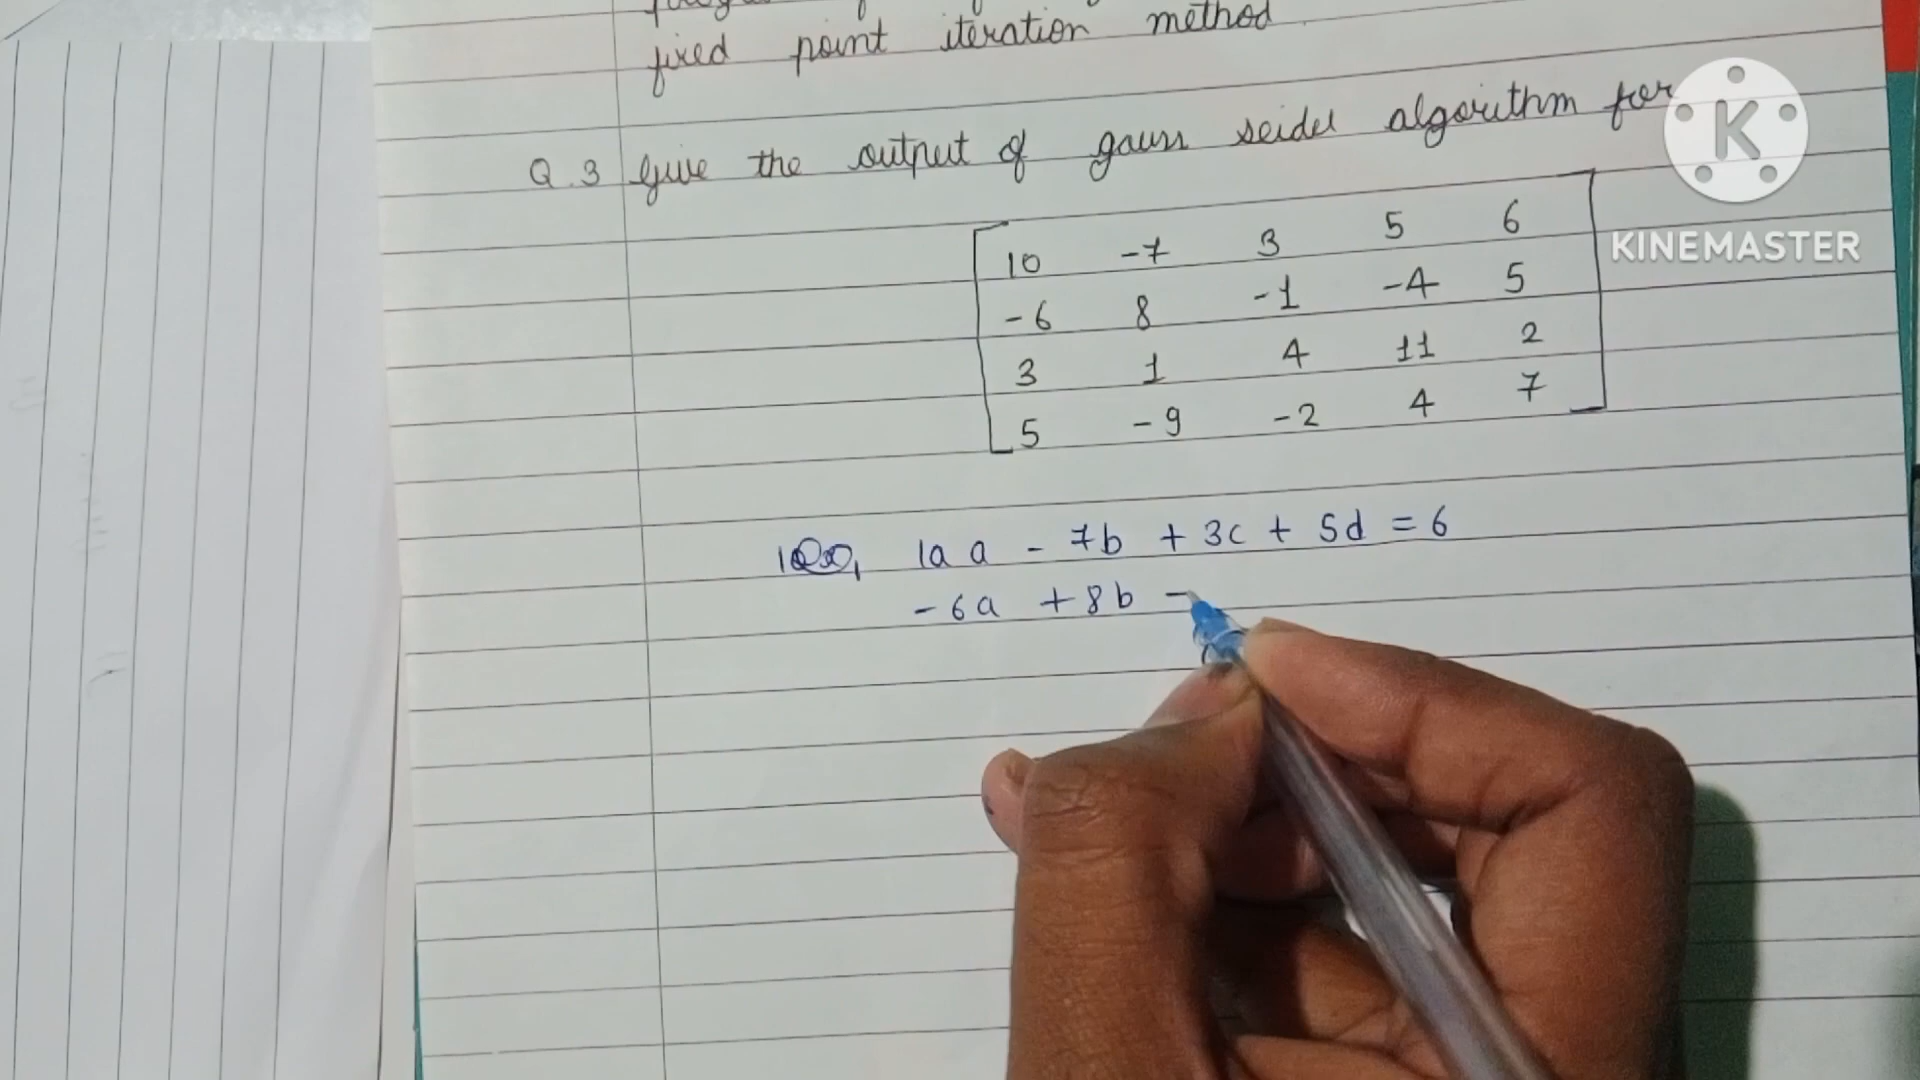 fixed point iteration method
Q.3 Give the output of gauss seidel algorithm for
10 -7 3 5 6
-6 8 -1 -4 5
3 1 4 11 2
5 -9 -2 4 7
10a - 7b + 3c + 5d = 6
-6a + 8b -
K
KINEMASTER